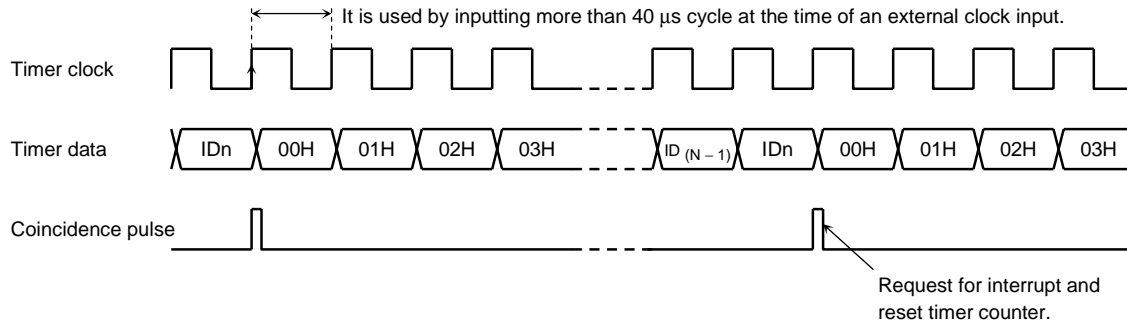 It is used by inputting more than 40 μs cycle at the time of an external clock input.
Timer clock
Timer data
IDn 00H 01H 02H 03H ID (N – 1) IDn 00H 01H 02H 03H
Coincidence pulse
Request for interrupt and
reset timer counter.